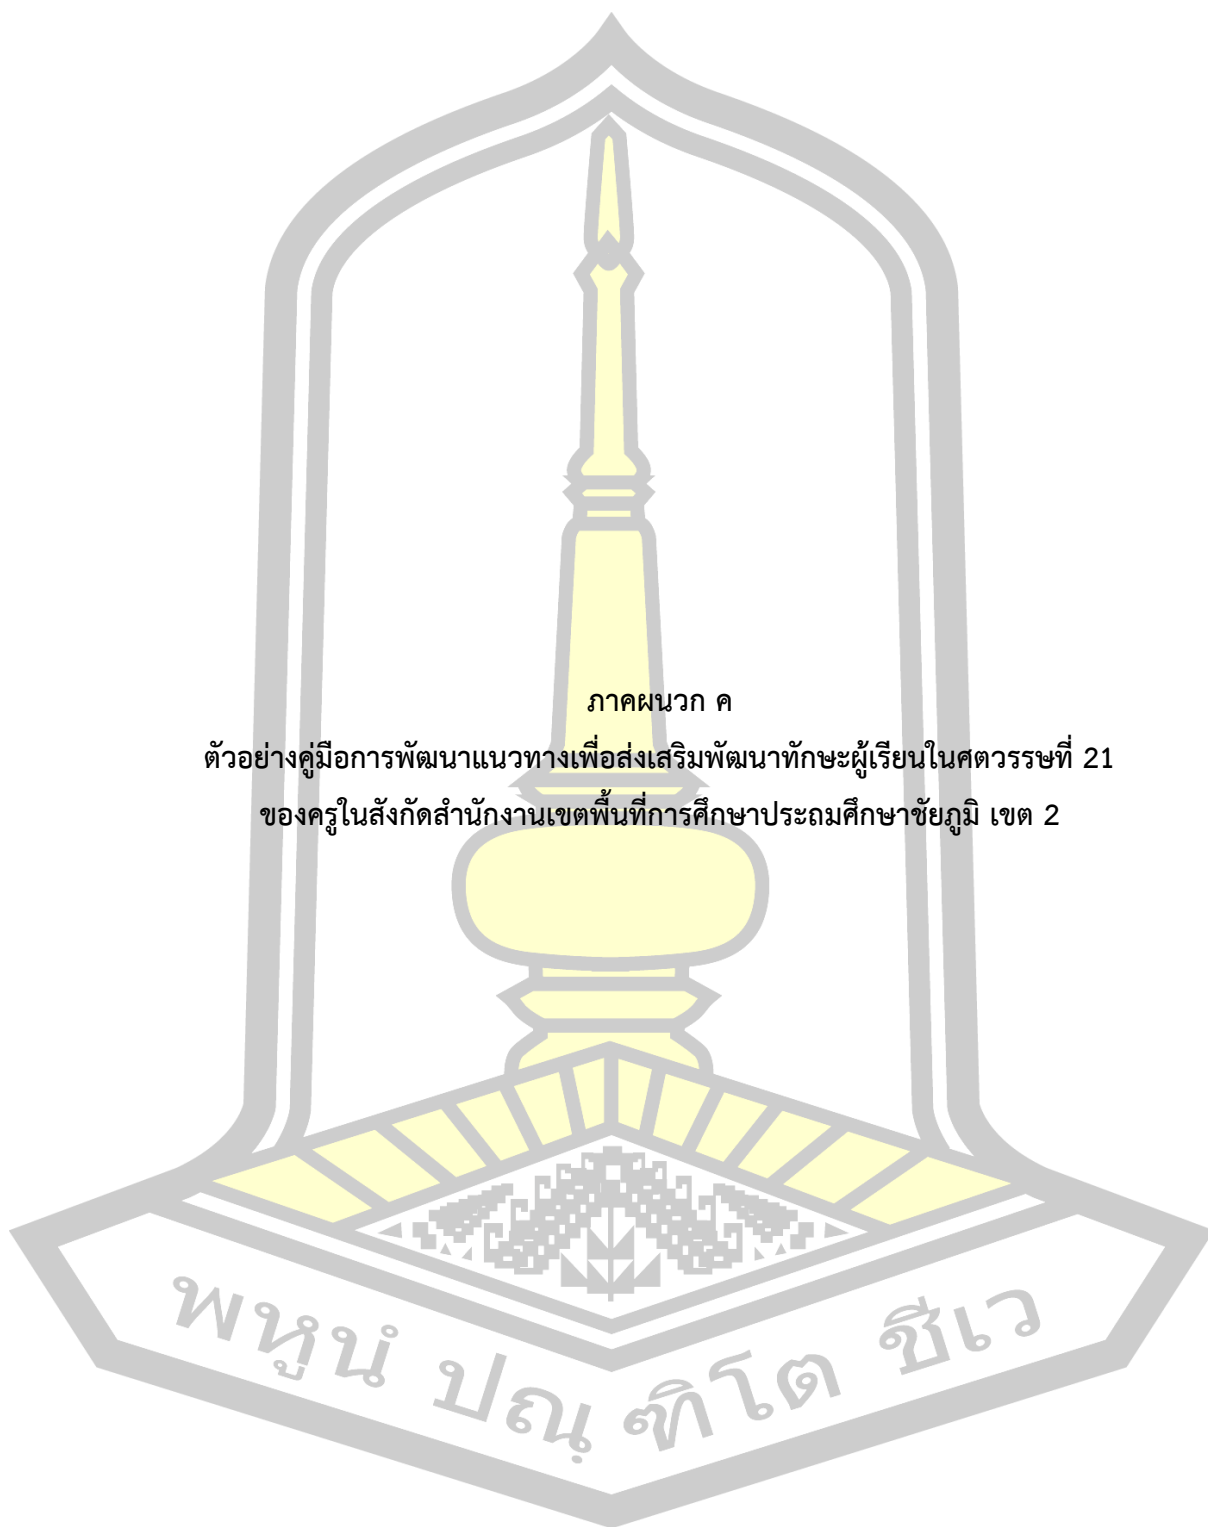 ภาคผนวก ค
ตัวอย่างคู่มือการพัฒนาแนวทางเพื่อส่งเสริมพัฒนาทักษะผู้เรียนในศตวรรษที่ 21
ของครูในสังกัดสำนักงานเขตพื้นที่การศึกษาประถมศึกษาชัยภูมิ เขต 2
พหูนํ ปณฺฑิโต ชีเว